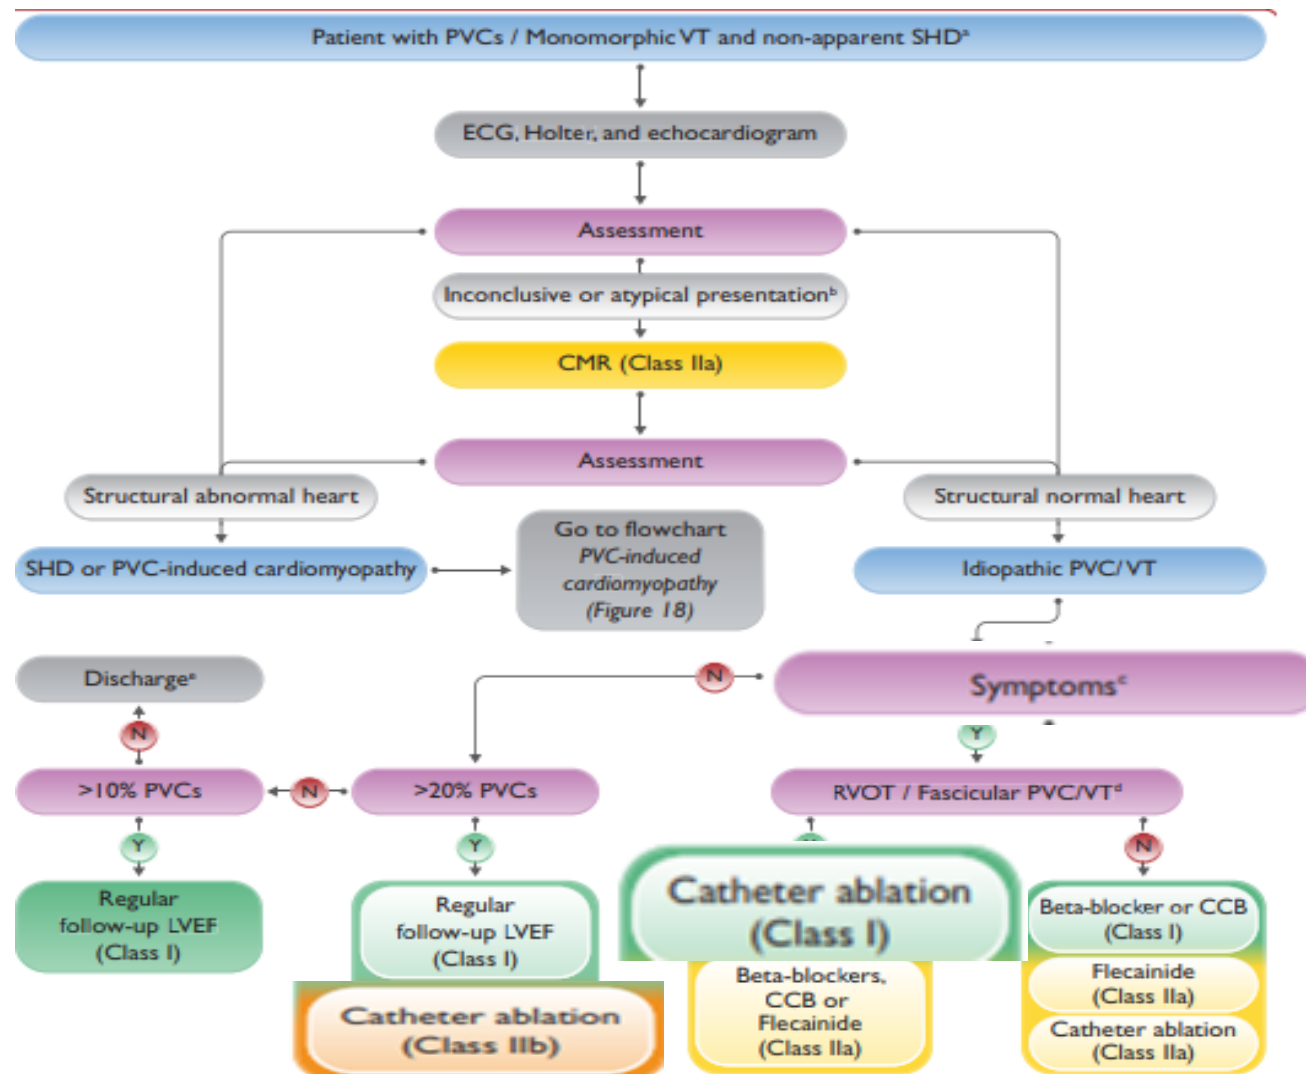 Patient with PVCs / Monomorphic VT and non-apparent SHDᵃ
ECG, Holter, and echocardiogram
Assessment
Inconclusive or atypical presentationᵇ
CMR (Class IIa)
Assessment
Structural abnormal heart
Structural normal heart
Go to flowchart
PVC-induced
cardiomyopathy
(Figure 18)
SHD or PVC-induced cardiomyopathy
Idiopathic PVC/ VT
Dischargeᵉ
N
Symptomsᶜ
N
Y
>10% PVCs
N
>20% PVCs
RVOT / Fascicular PVC/VTᵈ
Y
Y
N
Regular
follow-up LVEF
(Class I)
Regular
follow-up LVEF
(Class I)
Catheter ablation
(Class IIb)
Catheter ablation
(Class I)
Beta-blockers,
CCB or
Flecainide
(Class IIa)
Beta-blocker or CCB
(Class I)
Flecainide
(Class IIa)
Catheter ablation
(Class IIa)